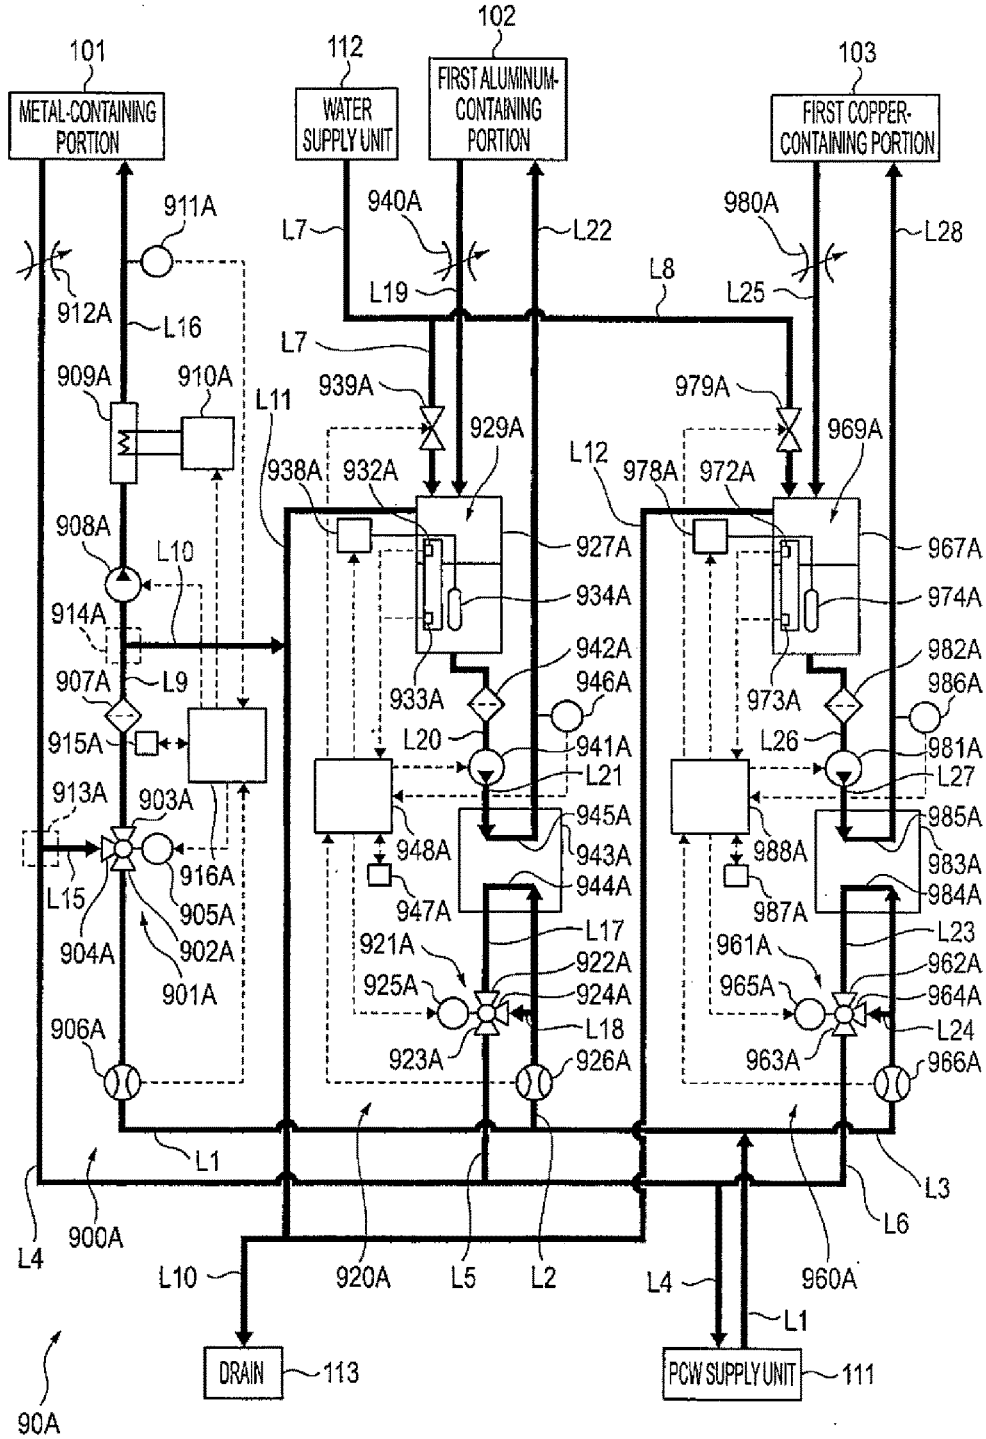 101
112
102
103
METAL-CONTAINING
PORTION
WATER
SUPPLY UNIT
FIRST ALUMINUM-
CONTAINING
PORTION
FIRST COPPER-
CONTAINING PORTION
911A
940A
980A
L7
L22
L28
912A
L16
L19
L8
L25
L7
909A
910A
L11
939A
979A
929A
969A
L12
938A
932A
978A
972A
908A
927A
967A
L10
914A
934A
974A
907A
L9
933A
942A
973A
982A
946A
986A
915A
L20
941A
L26
981A
L21
L27
913A
903A
945A
985A
948A
943A
988A
983A
L15
916A
944A
984A
905A
947A
987A
904A
902A
901A
L17
L23
921A
922A
961A
962A
925A
924A
965A
964A
906A
L18
L24
923A
926A
963A
966A
L1
L3
L4
900A
L6
L10
920A
L5
L2
L4
960A
L1
DRAIN
113
PCW SUPPLY UNIT
111
90A